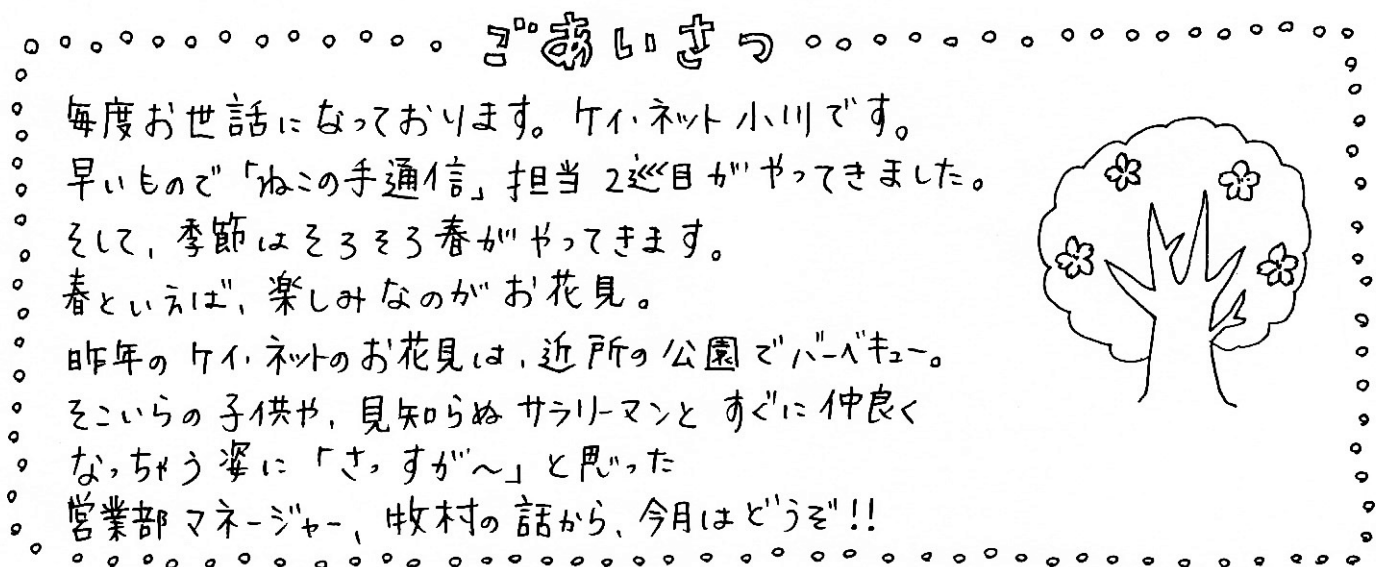 ごあいさつ
毎度お世話になっております。ケイ・ネット小川です。
早いもので「ねこの手通信」担当2巡目がやってきました。
そして、季節はそろそろ春がやってきます。
春といえば、楽しみなのがお花見。
昨年のケイ・ネットのお花見は、近所の公園でバーベキュー。
そこいらの子供や、見知らぬサラリーマンとすぐに仲良く
なっちゃう姿に「さっすが〜」と思った
営業部マネージャー、牧村の話から、今月はどうぞ!!